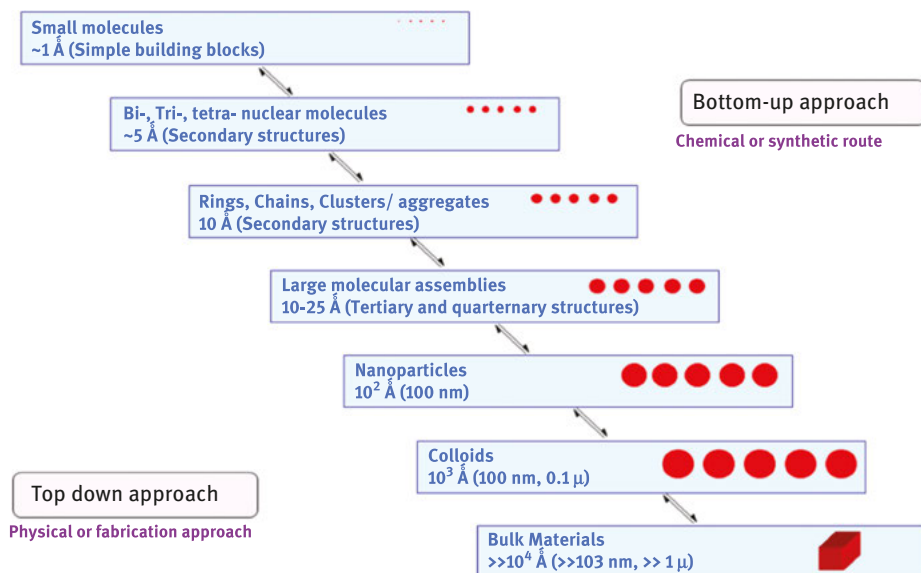 Small molecules
~1 Å (Simple building blocks)
Bi-, Tri-, tetra- nuclear molecules
~5 Å (Secondary structures)
Bottom-up approach
Chemical or synthetic route
Rings, Chains, Clusters/ aggregates
10 Å (Secondary structures)
Large molecular assemblies
10-25 Å (Tertiary and quarternary structures)
Nanoparticles
10² Å (100 nm)
Colloids
10³ Å (100 nm, 0.1 μ)
Top down approach
Physical or fabrication approach
Bulk Materials
>>10⁴ Å (>>103 nm, >> 1 μ)